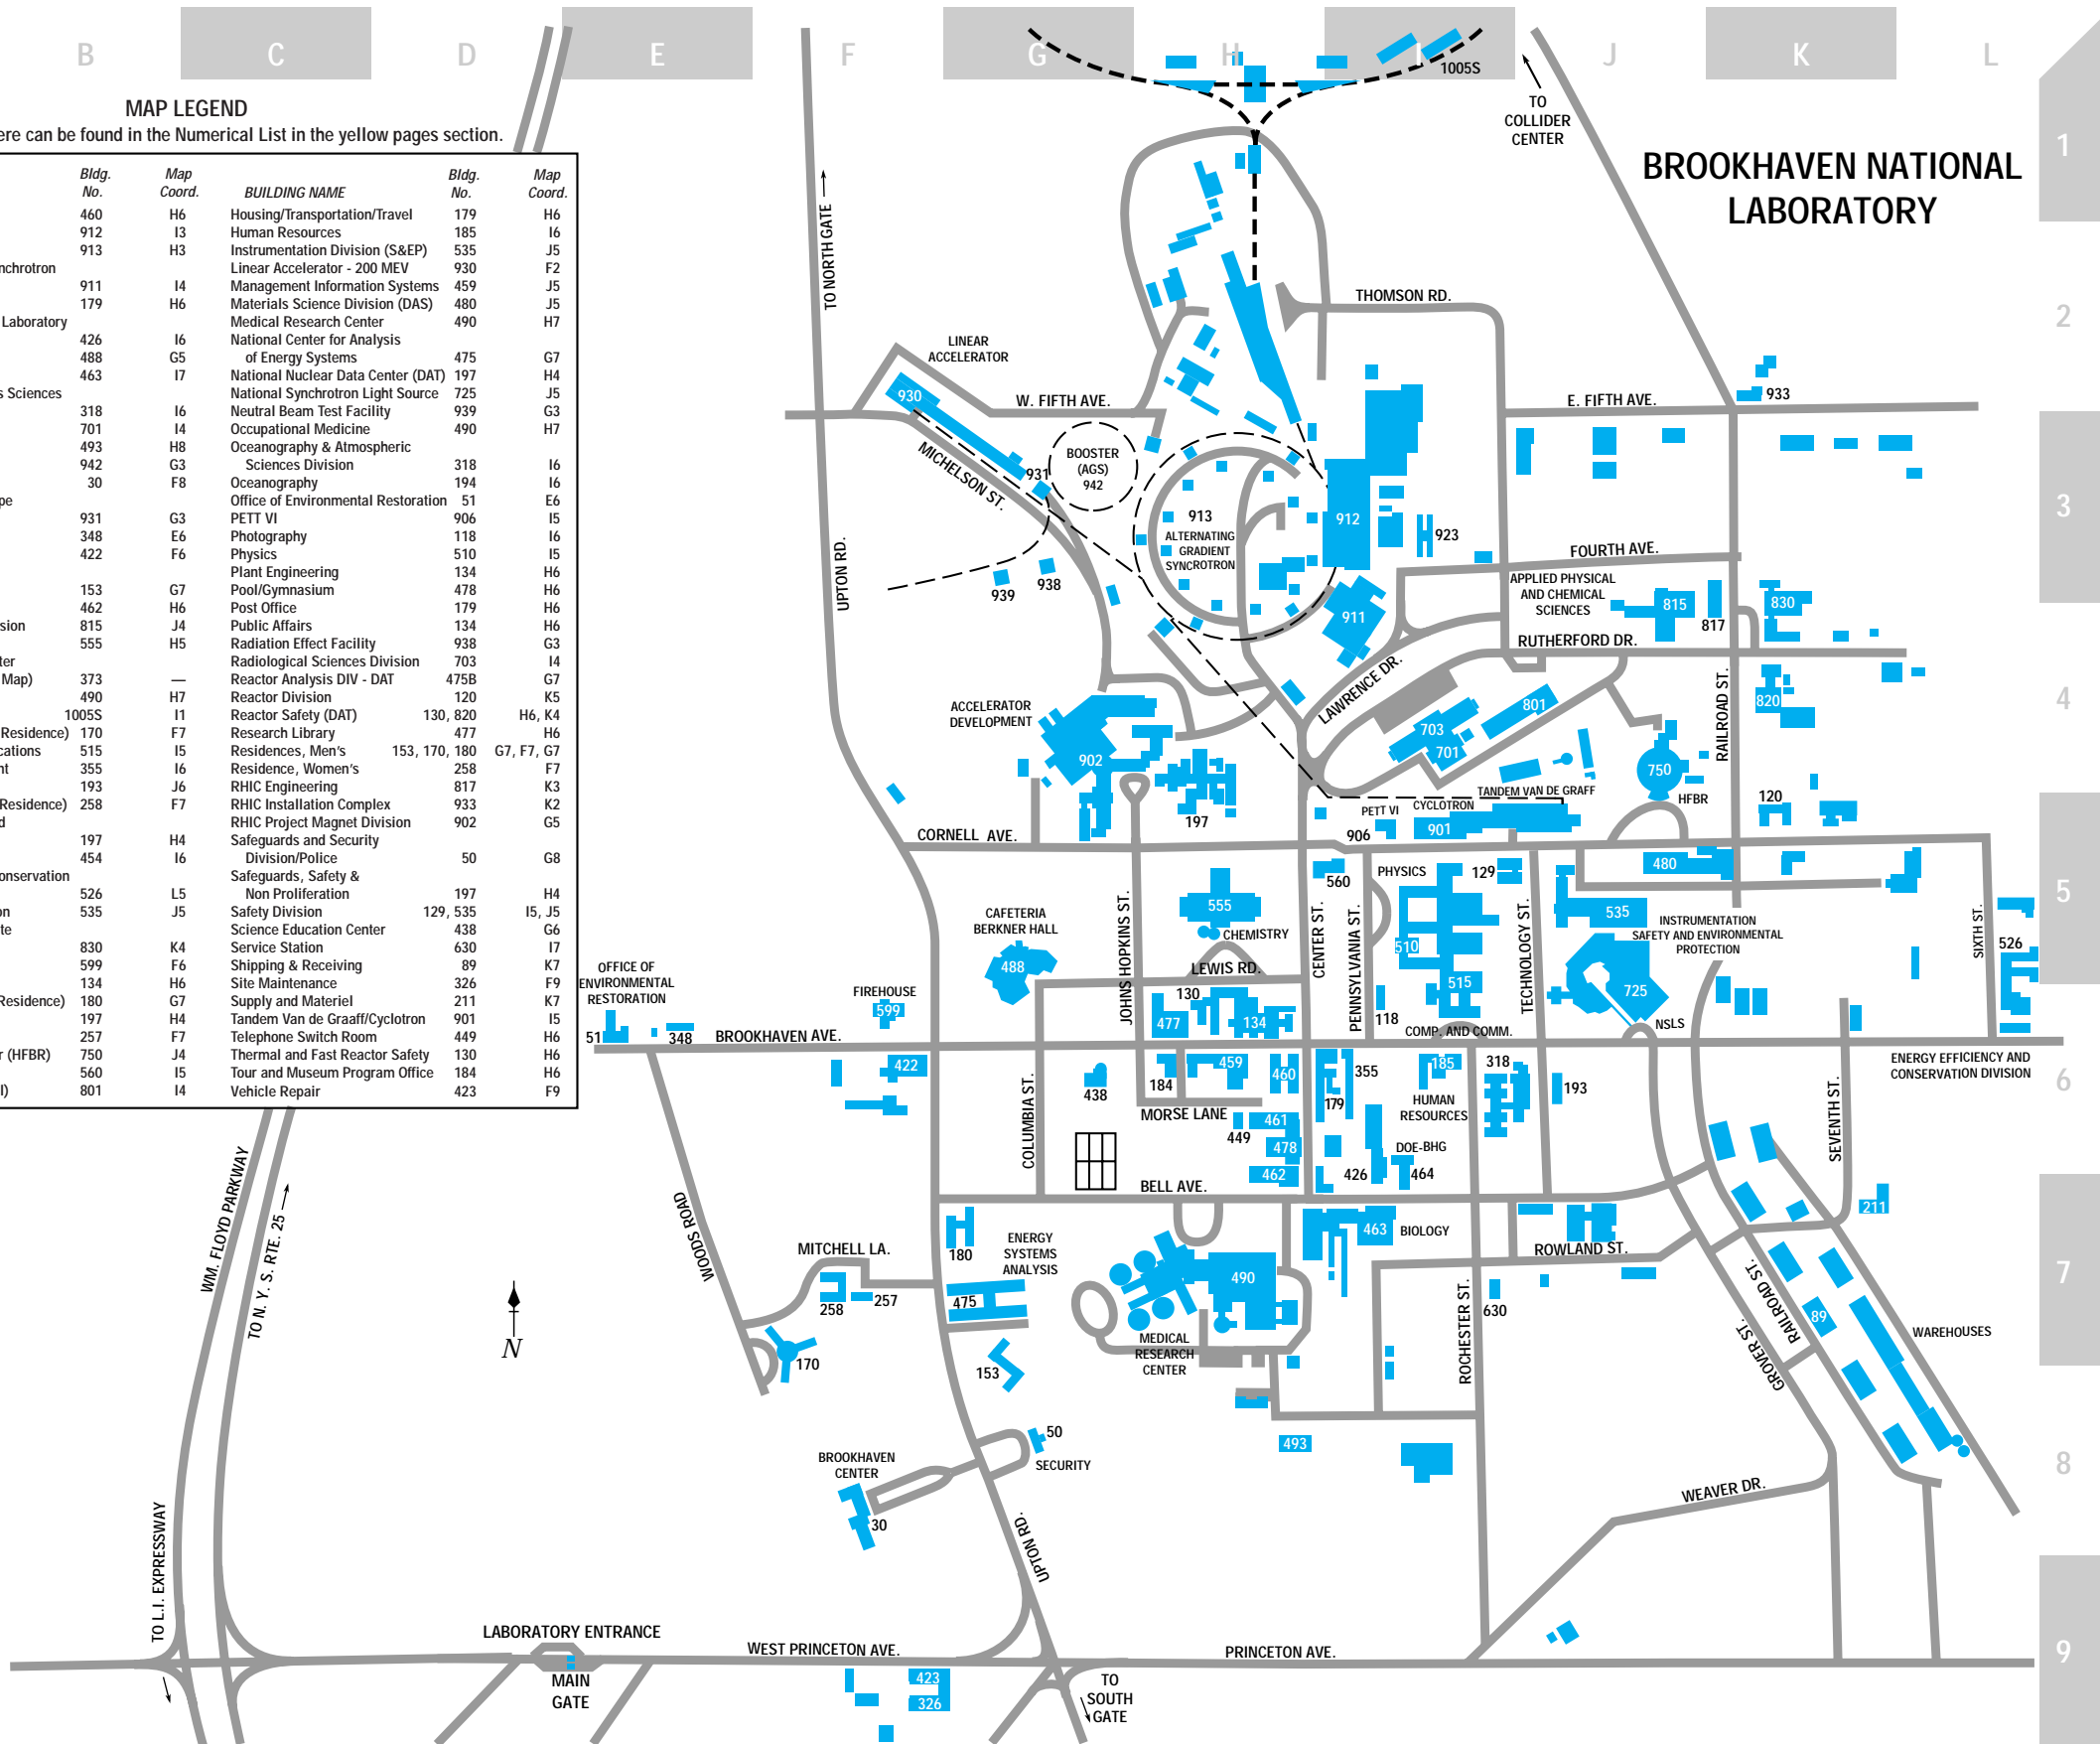 B C D E F G H I J K L
MAP LEGEND
ere can be found in the Numerical List in the yellow pages section.
Bldg. Map Bldg. Map
No. Coord. BUILDING NAME No. Coord.
460 H6 Housing/Transportation/Travel 179 H6
912 I3 Human Resources 185 I6
913 H3 Instrumentation Division (S&EP) 535 J5
nchrotron Linear Accelerator - 200 MEV 930 F2
911 I4 Management Information Systems 459 J5
179 H6 Materials Science Division (DAS) 480 J5
Laboratory Medical Research Center 490 H7
426 I6 National Center for Analysis
488 G5 of Energy Systems 475 G7
463 I7 National Nuclear Data Center (DAT) 197 H4
s Sciences National Synchrotron Light Source 725 J5
318 I6 Neutral Beam Test Facility 939 G3
701 I4 Occupational Medicine 490 H7
493 H8 Oceanography & Atmospheric
942 G3 Sciences Division 318 I6
30 F8 Oceanography 194 I6
pe Office of Environmental Restoration 51 E6
931 G3 PETT VI 906 I5
348 E6 Photography 118 I6
422 F6 Physics 510 I5
Plant Engineering 134 H6
153 G7 Pool/Gymnasium 478 H6
462 H6 Post Office 179 H6
sion 815 J4 Public Affairs 134 H6
555 H5 Radiation Effect Facility 938 G3
ter Radiological Sciences Division 703 I4
Map) 373 — Reactor Analysis DIV - DAT 475B G7
490 H7 Reactor Division 120 K5
1005S I1 Reactor Safety (DAT) 130, 820 H6, K4
Residence) 170 F7 Research Library 477 H6
cations 515 I5 Residences, Men's 153, 170, 180 G7, F7, G7
nt 355 I6 Residence, Women's 258 F7
193 J6 RHIC Engineering 817 K3
Residence) 258 F7 RHIC Installation Complex 933 K2
d RHIC Project Magnet Division 902 G5
197 H4 Safeguards and Security
454 I6 Division/Police 50 G8
onservation Safeguards, Safety &
526 L5 Non Proliferation 197 H4
on 535 J5 Safety Division 129, 535 I5, J5
te Science Education Center 438 G6
830 K4 Service Station 630 I7
599 F6 Shipping & Receiving 89 K7
134 H6 Site Maintenance 326 F9
Residence) 180 G7 Supply and Materiel 211 K7
197 H4 Tandem Van de Graaff/Cyclotron 901 I5
257 F7 Telephone Switch Room 449 H6
r (HFBR) 750 J4 Thermal and Fast Reactor Safety 130 H6
560 I5 Tour and Museum Program Office 184 H6
I) 801 I4 Vehicle Repair 423 F9
1005S
TO
COLLIDER
CENTER
BROOKHAVEN NATIONAL
LABORATORY
1
2
3
4
5
6
7
8
9
TO NORTH GATE
THOMSON RD.
LINEAR
ACCELERATOR
930
W. FIFTH AVE.
E. FIFTH AVE.
933
MICHELSON ST.
931
BOOSTER
(AGS)
942
913
ALTERNATING
GRADIENT
SYNCROTRON
912
923
FOURTH AVE.
UPTON RD.
939
938
911
APPLIED PHYSICAL
AND CHEMICAL
SCIENCES
815
817
830
RUTHERFORD DR.
LAWRENCE DR.
RAILROAD ST.
820
ACCELERATOR
DEVELOPMENT
902
703
701
801
750
HFBR
TANDEM VAN DE GRAFF
197
PETT VI
CYCLOTRON
906
901
120
CORNELL AVE.
560
PHYSICS
129
480
555
CHEMISTRY
CAFETERIA
BERKNER HALL
488
JOHNS HOPKINS ST.
CENTER ST.
PENNSYLVANIA ST.
TECHNOLOGY ST.
510
515
535
INSTRUMENTATION
SAFETY AND ENVIRONMENTAL
PROTECTION
725
NSLS
SIXTH ST.
526
OFFICE OF
ENVIRONMENTAL
RESTORATION
51
348
FIREHOUSE
599
LEWIS RD.
130
477
134
118
COMP. AND COMM.
BROOKHAVEN AVE.
ENERGY EFFICIENCY AND
CONSERVATION DIVISION
422
438
184
459
460
355
179
185
318
193
HUMAN
RESOURCES
COLUMBIA ST.
MORSE LANE
449
461
478
462
426
DOE-BHG
464
SEVENTH ST.
BELL AVE.
211
WM. FLOYD PARKWAY
TO N. Y. S. RTE. 25
WOODS ROAD
MITCHELL LA.
258
257
180
ENERGY
SYSTEMS
ANALYSIS
475
463
BIOLOGY
ROWLAND ST.
490
MEDICAL
RESEARCH
CENTER
630
ROCHESTER ST.
GROVER ST.
RAILROAD ST.
89
WAREHOUSES
N
170
153
50
SECURITY
493
BROOKHAVEN
CENTER
30
UPTON RD.
WEAVER DR.
TO L.I. EXPRESSWAY
LABORATORY ENTRANCE
MAIN
GATE
WEST PRINCETON AVE.
PRINCETON AVE.
423
326
TO
SOUTH
GATE